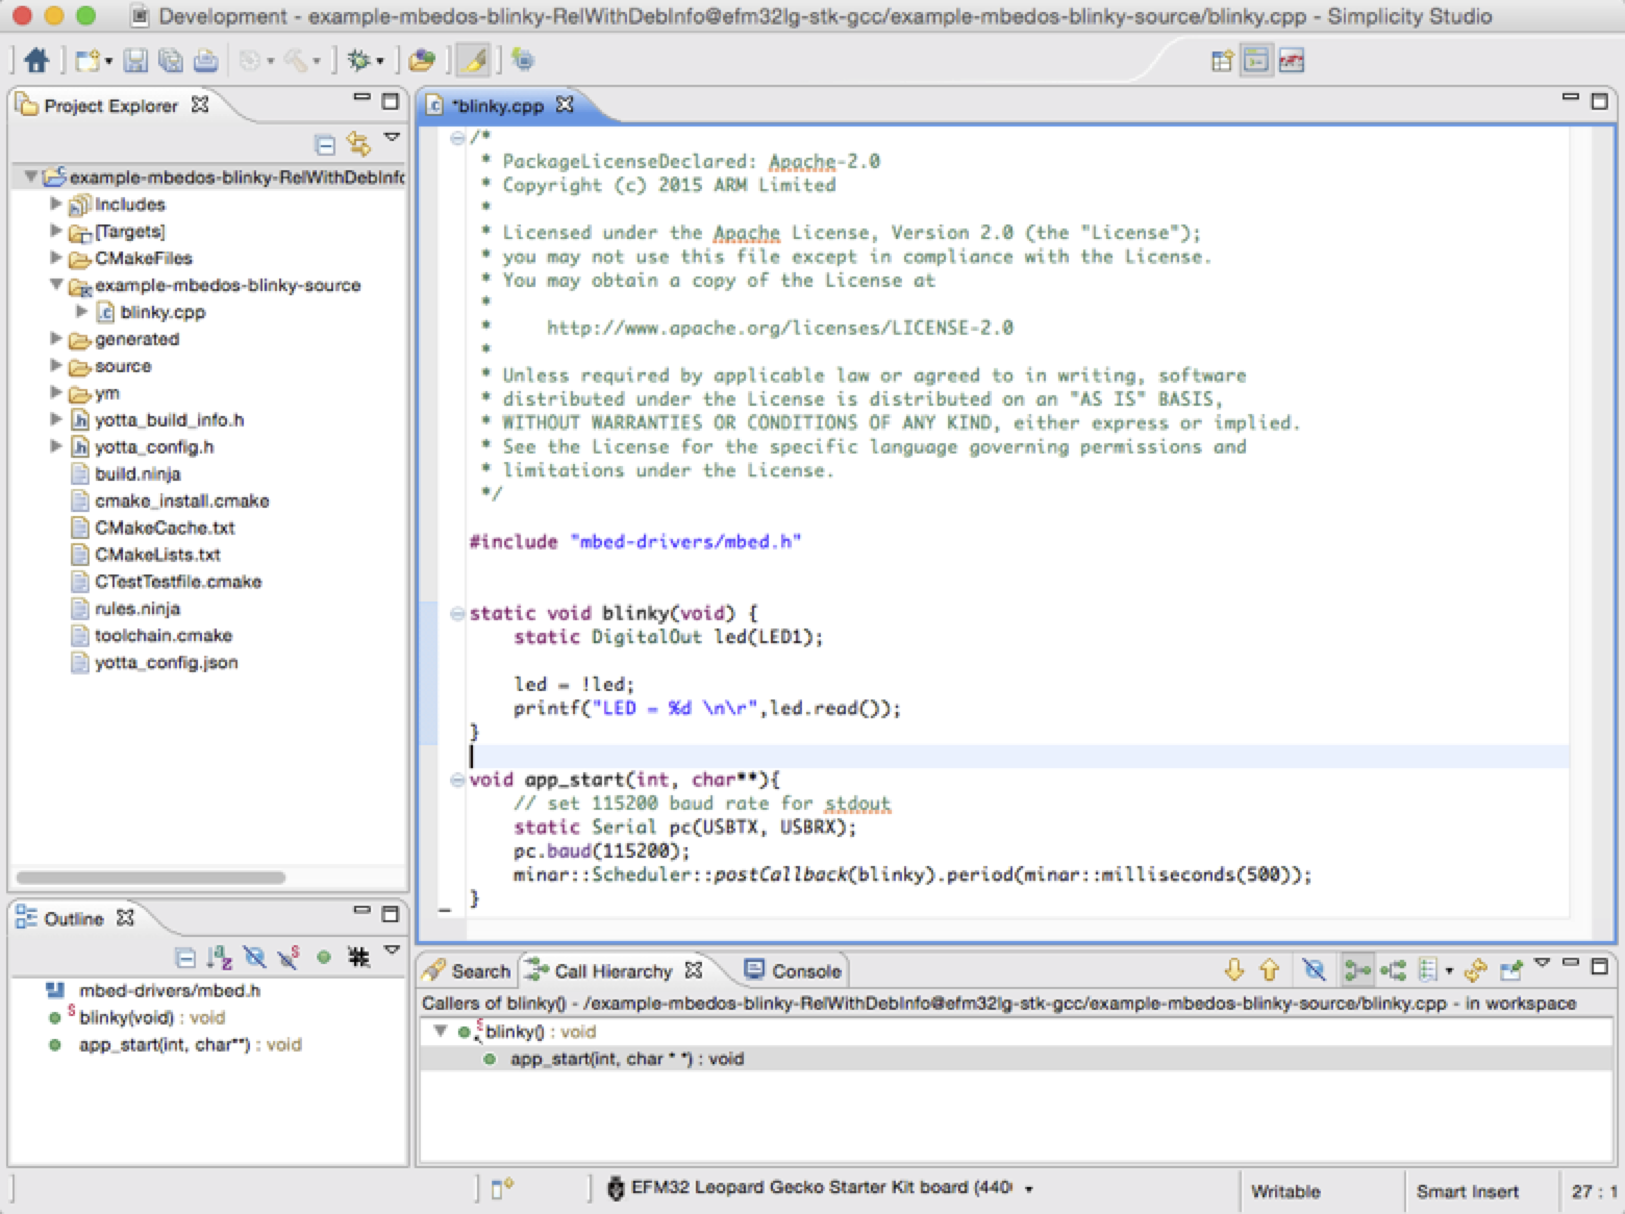 Development - example-mbedos-blinky-RelWithDebInfo@efm32lg-stk-gcc/example-mbedos-blinky-source/blinky.cpp - Simplicity Studio
Project Explorer
example-mbedos-blinky-RelWithDebInfo
Includes
[Targets]
CMakeFiles
example-mbedos-blinky-source
blinky.cpp
generated
source
ym
yotta_build_info.h
yotta_config.h
build.ninja
cmake_install.cmake
CMakeCache.txt
CMakeLists.txt
CTestTestfile.cmake
rules.ninja
toolchain.cmake
yotta_config.json
*blinky.cpp
/*
* PackageLicenseDeclared: Apache-2.0
* Copyright (c) 2015 ARM Limited
*
* Licensed under the Apache License, Version 2.0 (the "License");
* you may not use this file except in compliance with the License.
* You may obtain a copy of the License at
*
* http://www.apache.org/licenses/LICENSE-2.0
*
* Unless required by applicable law or agreed to in writing, software
* distributed under the License is distributed on an "AS IS" BASIS,
* WITHOUT WARRANTIES OR CONDITIONS OF ANY KIND, either express or implied.
* See the License for the specific language governing permissions and
* limitations under the License.
*/
#include "mbed-drivers/mbed.h"
static void blinky(void) {
static DigitalOut led(LED1);
led = !led;
printf("LED = %d \n\r",led.read());
}
void app_start(int, char**){
// set 115200 baud rate for stdout
static Serial pc(USBTX, USBRX);
pc.baud(115200);
minar::Scheduler::postCallback(blinky).period(minar::milliseconds(500));
}
Outline
mbed-drivers/mbed.h
blinky(void) : void
app_start(int, char**) : void
Search
Call Hierarchy
Console
Callers of blinky() - /example-mbedos-blinky-RelWithDebInfo@efm32lg-stk-gcc/example-mbedos-blinky-source/blinky.cpp - in workspace
blinky() : void
app_start(int, char * *) : void
EFM32 Leopard Gecko Starter Kit board (440
Writable
Smart Insert
27 : 1